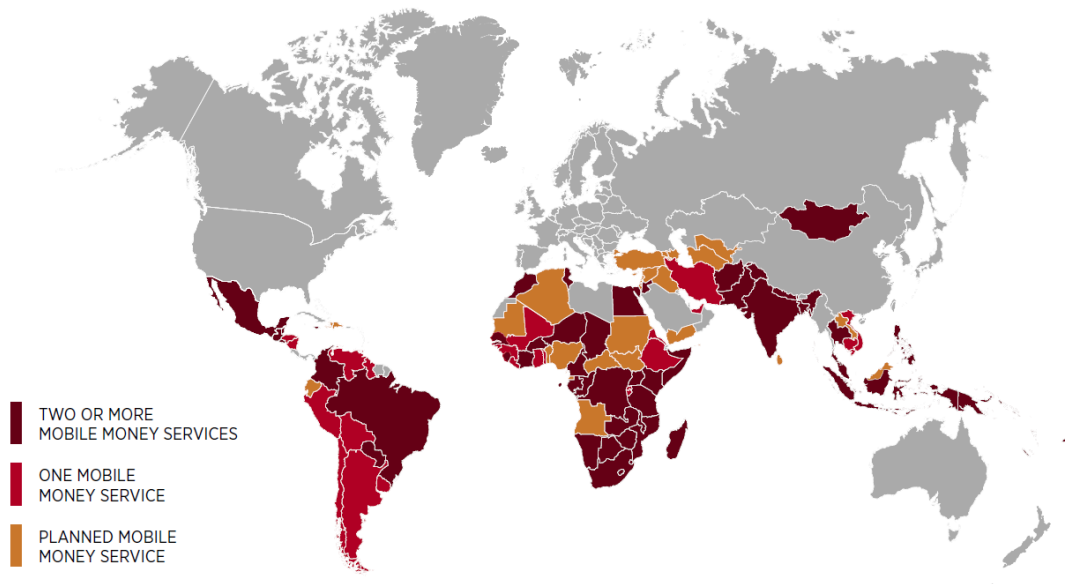 TWO OR MORE
MOBILE MONEY SERVICES
ONE MOBILE
MONEY SERVICE
PLANNED MOBILE
MONEY SERVICE